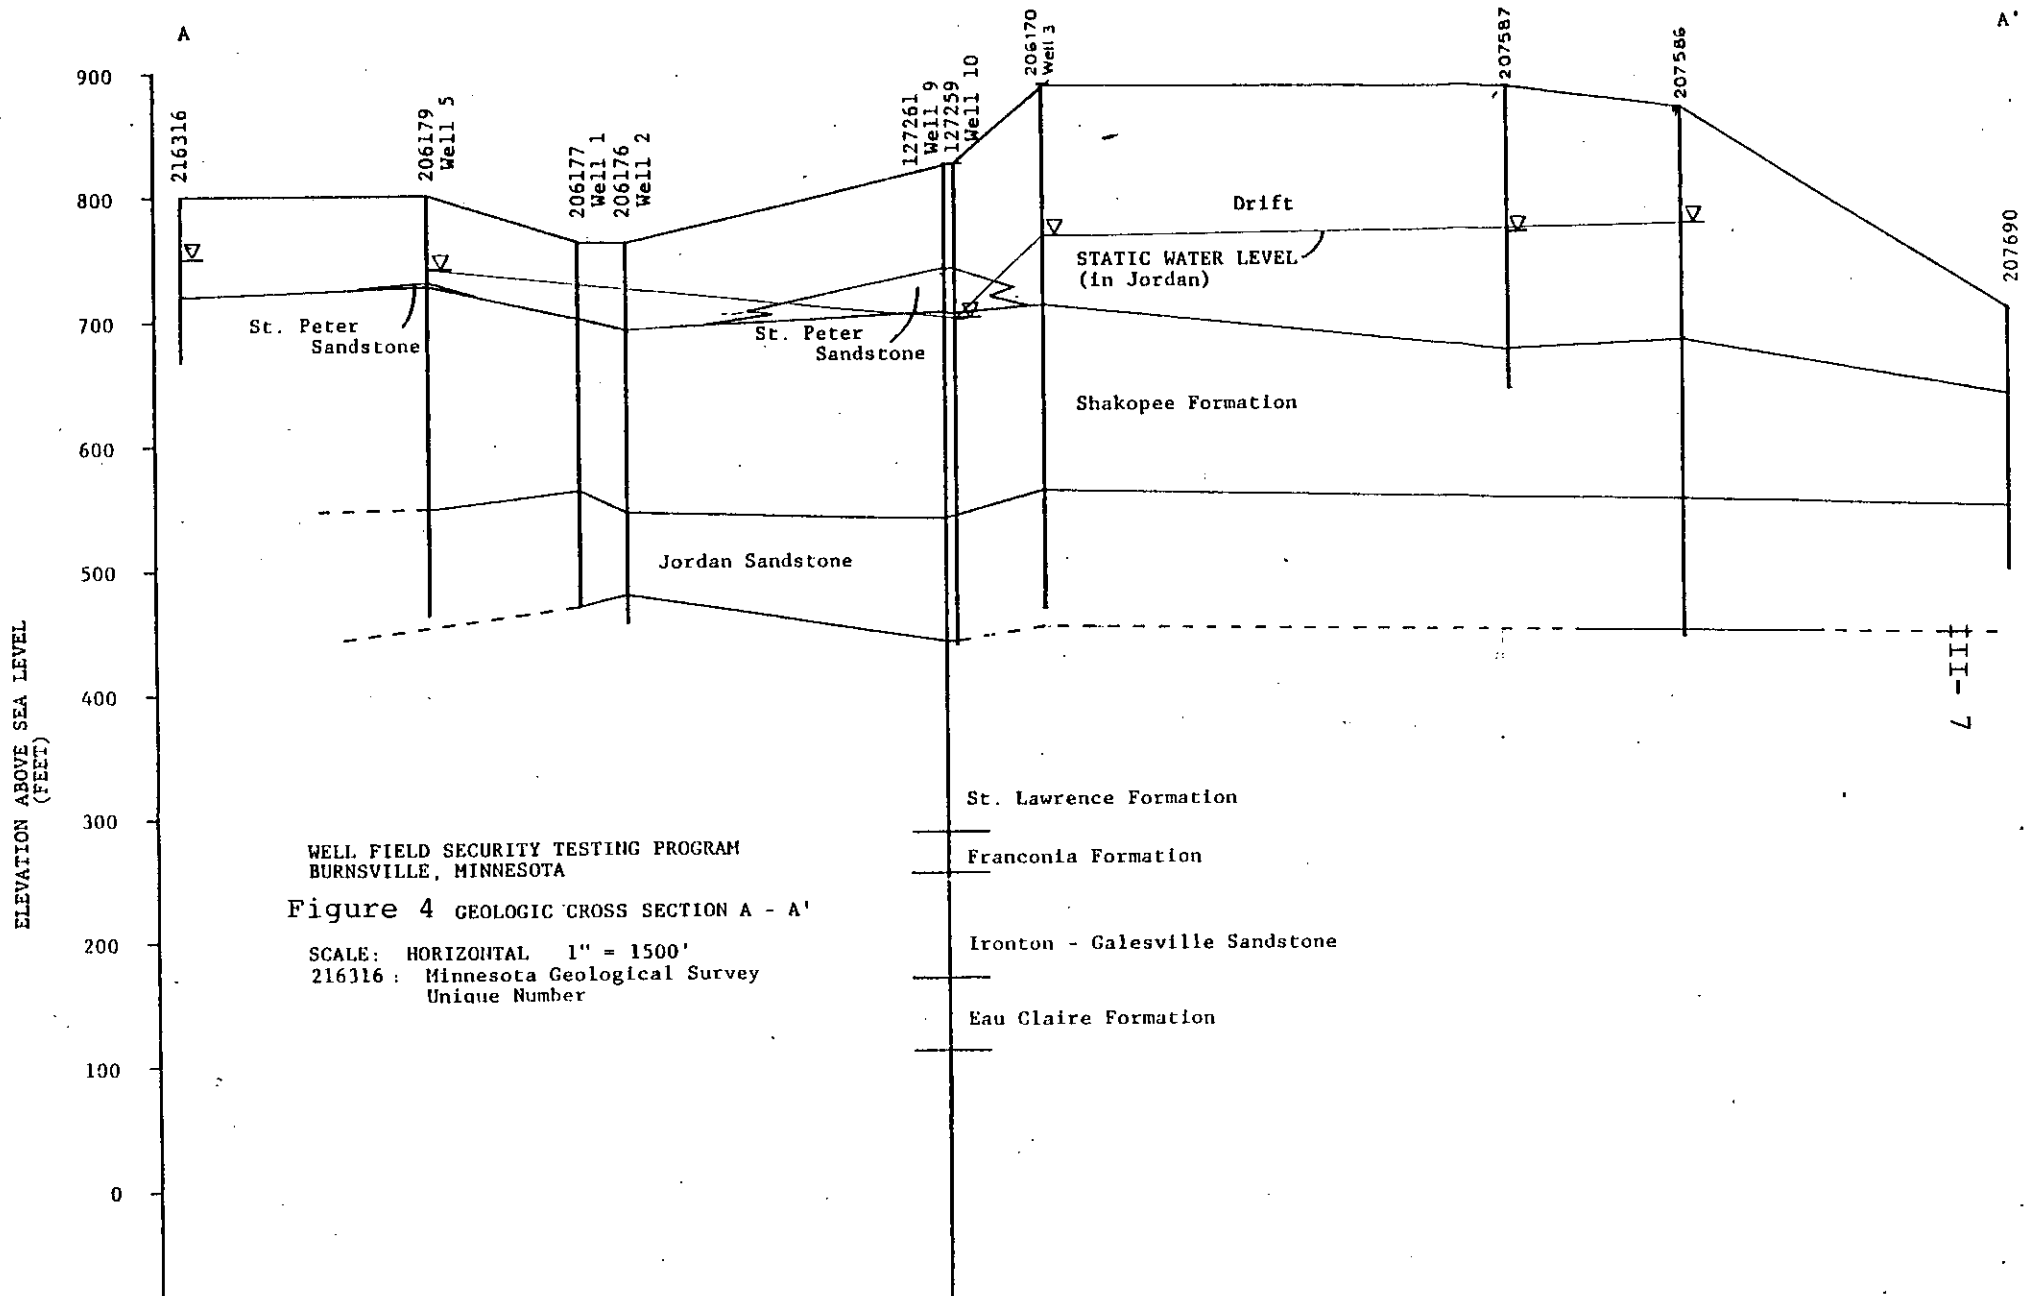 A
A'
216316
206179
Well 5
206177
Well 1
206176
Well 2
127261
Well 9
127259
Well 10
206170
Well 3
207587
207586
207690
900
800
700
600
500
400
300
200
100
0
ELEVATION ABOVE SEA LEVEL
(FEET)
Drift
STATIC WATER LEVEL
(in Jordan)
St. Peter
Sandstone
St. Peter
Sandstone
Shakopee Formation
Jordan Sandstone
III-7
St. Lawrence Formation
Franconia Formation
Ironton - Galesville Sandstone
Eau Claire Formation
WELL FIELD SECURITY TESTING PROGRAM
BURNSVILLE, MINNESOTA
Figure 4 GEOLOGIC CROSS SECTION A - A'
SCALE: HORIZONTAL 1" = 1500'
216316 : Minnesota Geological Survey
Unique Number